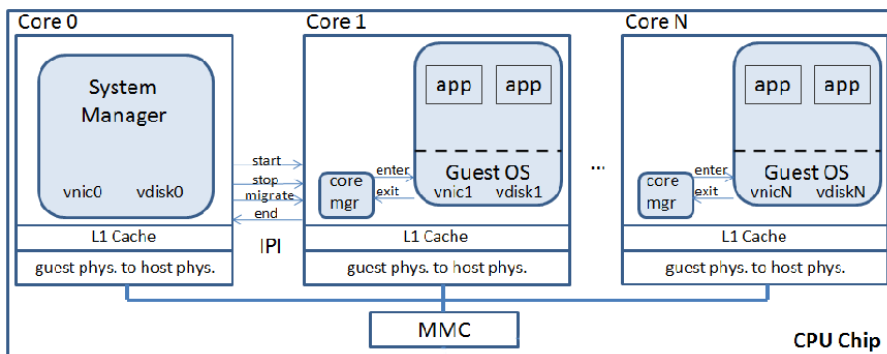 Core 0
Core 1
Core N
System
Manager
vnic0 vdisk0
L1 Cache
guest phys. to host phys.
start
stop
migrate
end
IPI
app app
core
mgr
enter
exit
Guest OS
vnic1 vdisk1
L1 Cache
guest phys. to host phys.
...
app app
core
mgr
enter
exit
Guest OS
vnicN vdiskN
L1 Cache
guest phys. to host phys.
MMC
CPU Chip